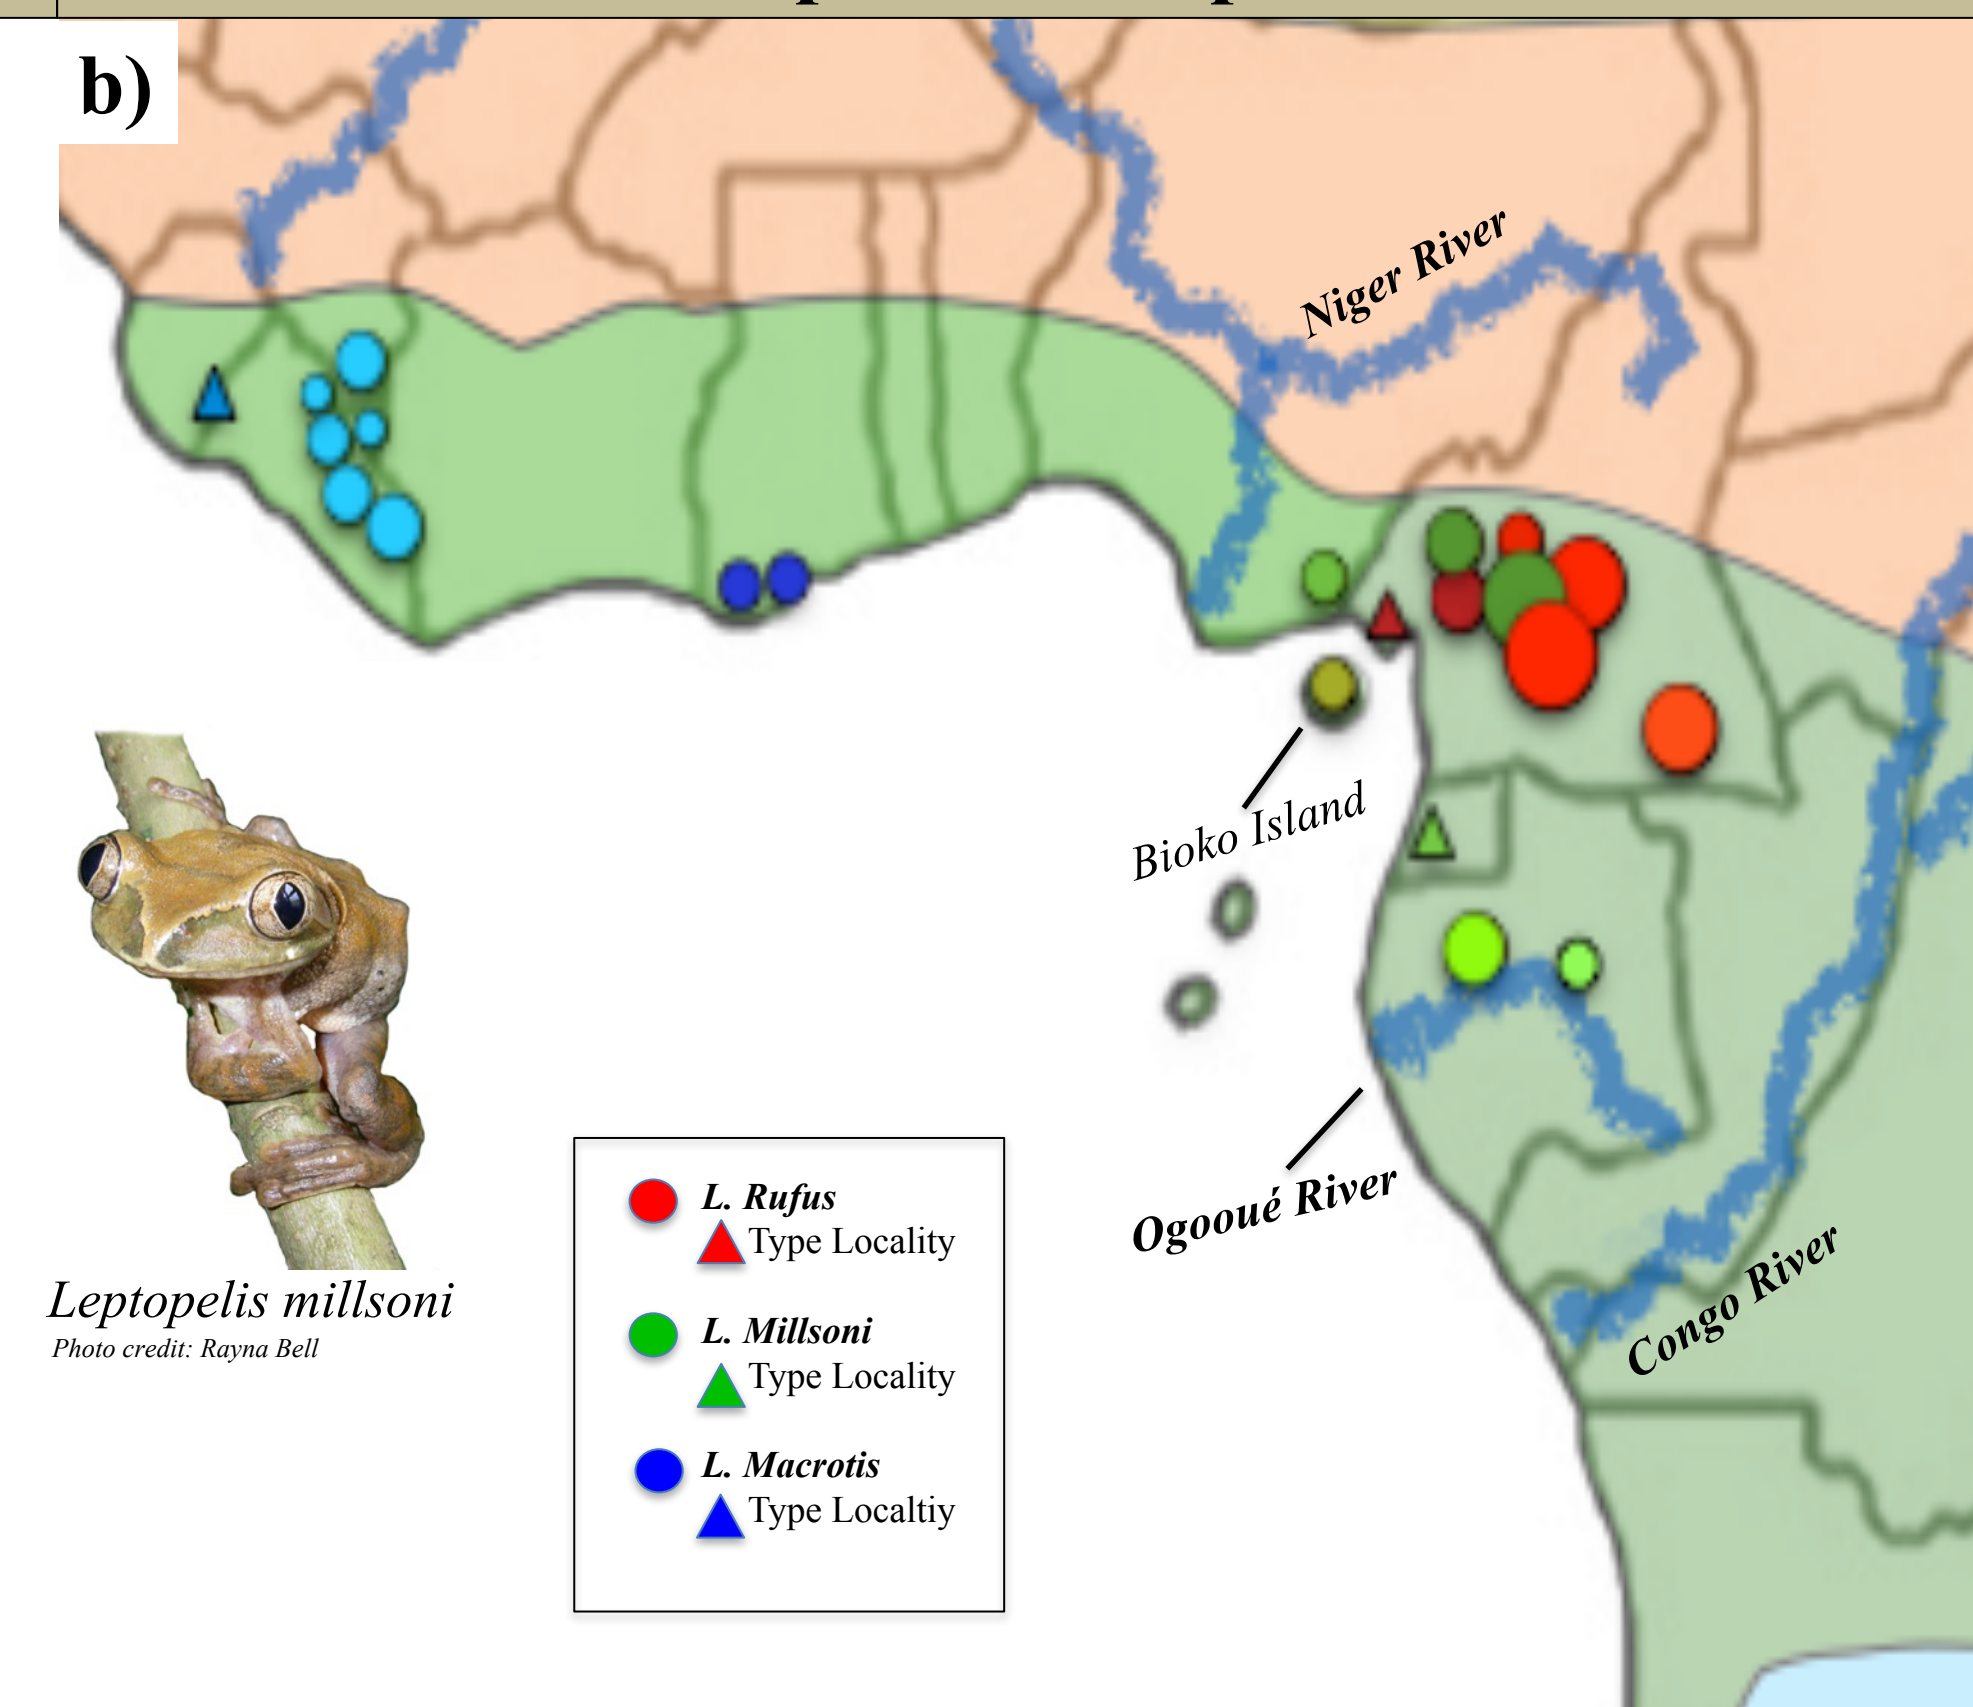 b)
Niger River
Bioko Island
Ogooué River
Congo River
Leptopelis millsoni
Photo credit: Rayna Bell
L. Rufus
Type Locality
L. Millsoni
Type Locality
L. Macrotis
Type Localtiy